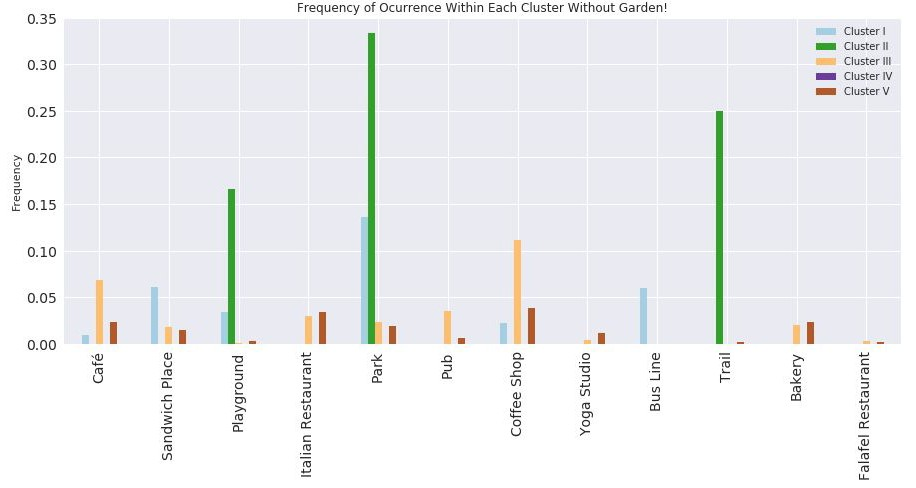 Frequency of Ocurrence Within Each Cluster Without Garden!
0.35
0.30
0.25
0.20
0.15
0.10
0.05
0.00
Frequency
Cluster I
Cluster II
Cluster III
Cluster IV
Cluster V
Café
Sandwich Place
Playground
Italian Restaurant
Park
Pub
Coffee Shop
Yoga Studio
Bus Line
Trail
Bakery
Falafel Restaurant